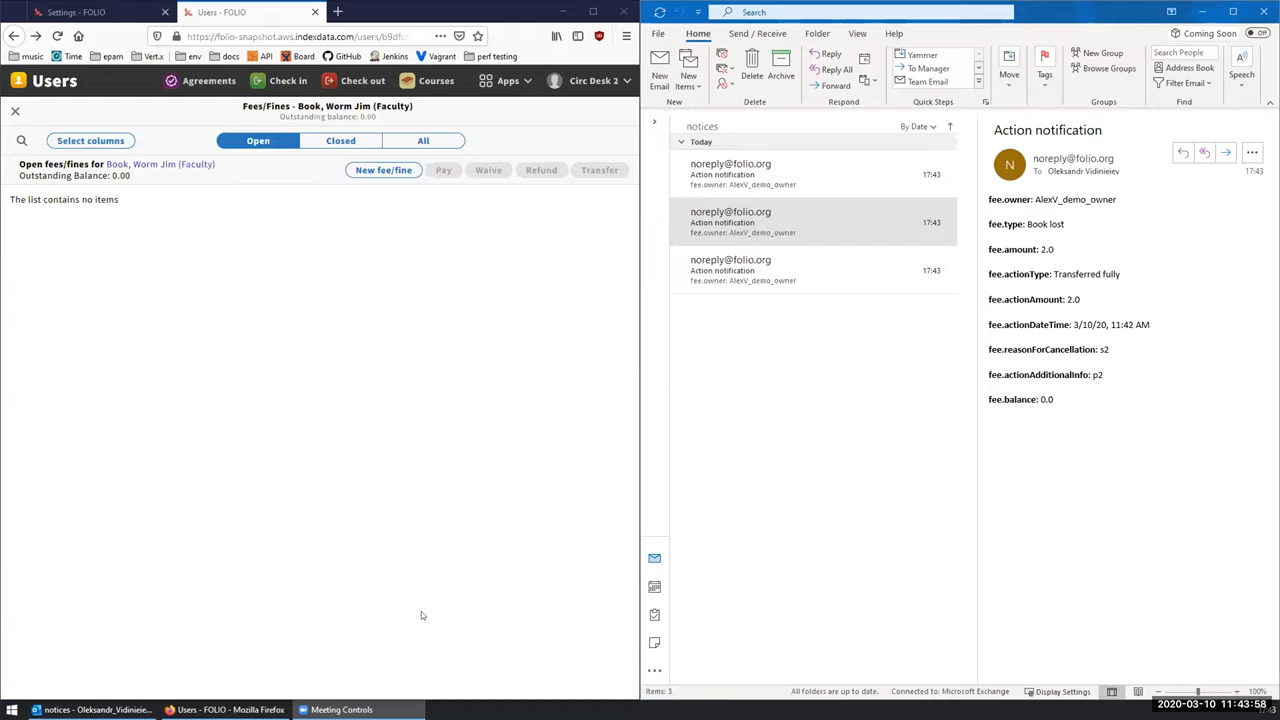 Settings - FOLIO
Users - FOLIO
https://folio-snapshot.aws.indexdata.com/users/b9dfc
music
Time
epam
Vert.x
env
docs
API
Board
GitHub
Jenkins
Vagrant
perf testing
Users
Agreements
Check in
Check out
Courses
Apps
Circ Desk 2
Fees/Fines - Book, Worm Jim (Faculty)
Outstanding balance: 0.00
Select columns
Open
Closed
All
Open fees/fines for Book, Worm Jim (Faculty)
Outstanding Balance: 0.00
New fee/fine
Pay
Waive
Refund
Transfer
The list contains no items
Search
File
Home
Send / Receive
Folder
View
Help
Coming Soon
Off
New Email
New Items
Delete
Archive
Reply
Reply All
Forward
Yammer
To Manager
Team Email
Move
Tags
New Group
Browse Groups
Search People
Address Book
Filter Email
Speech
New
Delete
Respond
Quick Steps
Groups
Find
notices
By Date
Today
noreply@folio.org
Action notification
17:43
fee.owner: AlexV_demo_owner
noreply@folio.org
Action notification
17:43
fee.owner: AlexV_demo_owner
noreply@folio.org
Action notification
17:43
fee.owner: AlexV_demo_owner
Action notification
N
noreply@folio.org
To Oleksandr Vidinieiev
17:43
fee.owner: AlexV_demo_owner
fee.type: Book lost
fee.amount: 2.0
fee.actionType: Transferred fully
fee.actionAmount: 2.0
fee.actionDateTime: 3/10/20, 11:42 AM
fee.reasonForCancellation: s2
fee.actionAdditionalInfo: p2
fee.balance: 0.0
Items: 3
All folders are up to date.
Connected to: Microsoft Exchange
Display Settings
100%
notices - Oleksandr_Vidinieie...
Users - FOLIO - Mozilla Firefox
Meeting Controls
2020-03-10 11:43:58